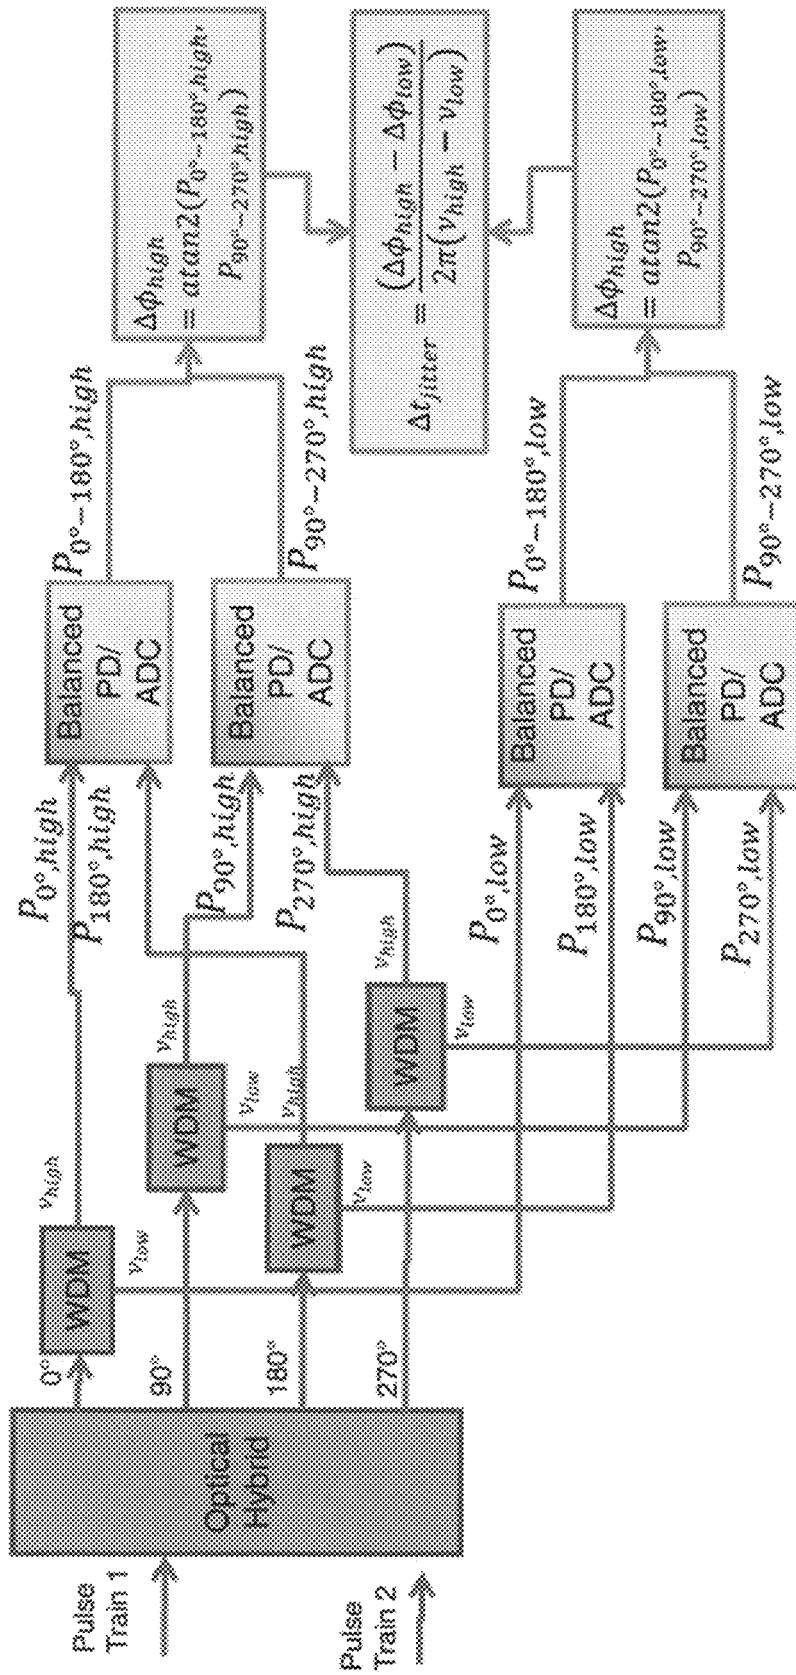 Pulse
Train 1
Pulse
Train 2
Optical
Hybrid
0°
90°
180°
270°
WDM
WDM
WDM
WDM
ν_high
ν_low
ν_high
ν_low
ν_high
ν_low
ν_high
ν_low
P_0°,high
P_180°,high
P_90°,high
P_270°,high
P_0°,low
P_180°,low
P_90°,low
P_270°,low
Balanced
PD/
ADC
Balanced
PD/
ADC
Balanced
PD/
ADC
Balanced
PD/
ADC
P_0°−180°,high
P_90°−270°,high
P_0°−180°,low
P_90°−270°,low
Δϕ_high
= atan2(P_0°−180°,high,
P_90°−270°,high)
Δt_jitter = (Δϕ_high − Δϕ_low) / 2π(ν_high − ν_low)
Δϕ_high
= atan2(P_0°−180°,low,
P_90°−270°,low)